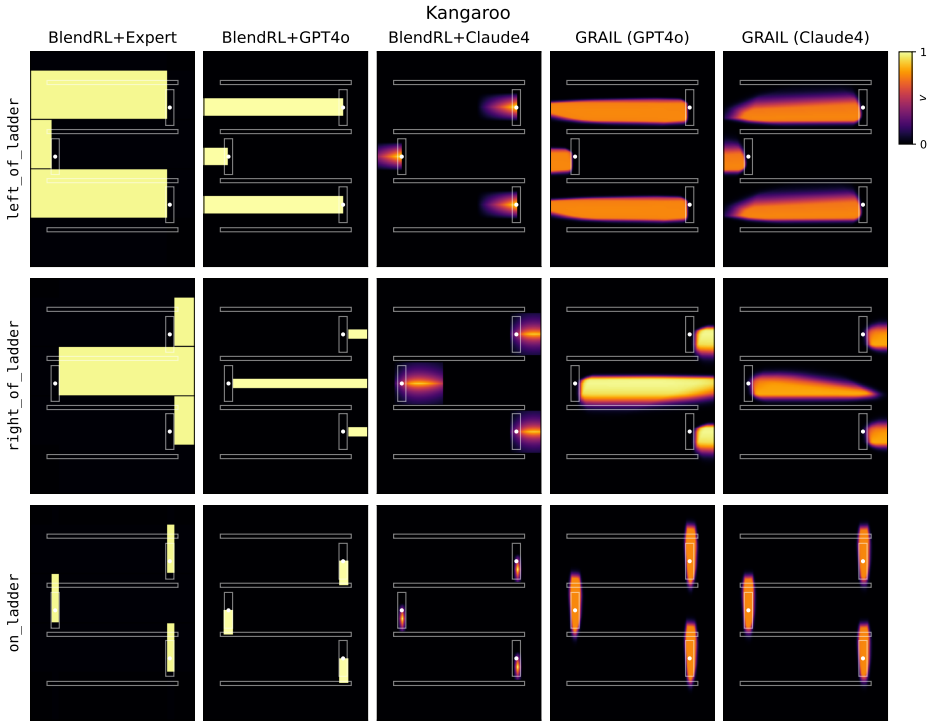 Kangaroo
BlendRL+Expert BlendRL+GPT4o BlendRL+Claude4 GRAIL (GPT4o) GRAIL (Claude4)
left_of_ladder
right_of_ladder
on_ladder
1
v
0